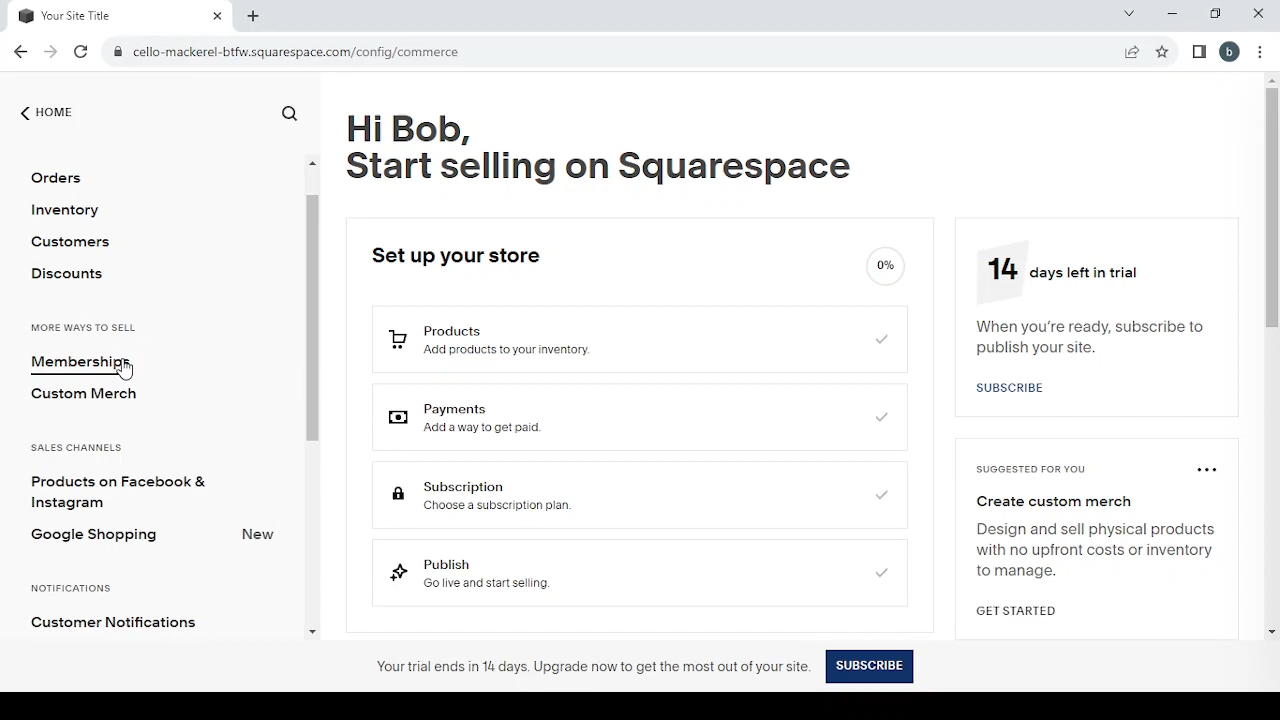 Your Site Title
cello-mackerel-btfw.squarespace.com/config/commerce
b
HOME
Orders
Inventory
Customers
Discounts
MORE WAYS TO SELL
Memberships
Custom Merch
SALES CHANNELS
Products on Facebook &
Instagram
Google Shopping New
NOTIFICATIONS
Customer Notifications
Hi Bob,
Start selling on Squarespace
Set up your store
0%
Products
Add products to your inventory.
Payments
Add a way to get paid.
Subscription
Choose a subscription plan.
Publish
Go live and start selling.
14 days left in trial
When you're ready, subscribe to
publish your site.
SUBSCRIBE
SUGGESTED FOR YOU
Create custom merch
Design and sell physical products
with no upfront costs or inventory
to manage.
GET STARTED
Your trial ends in 14 days. Upgrade now to get the most out of your site. SUBSCRIBE